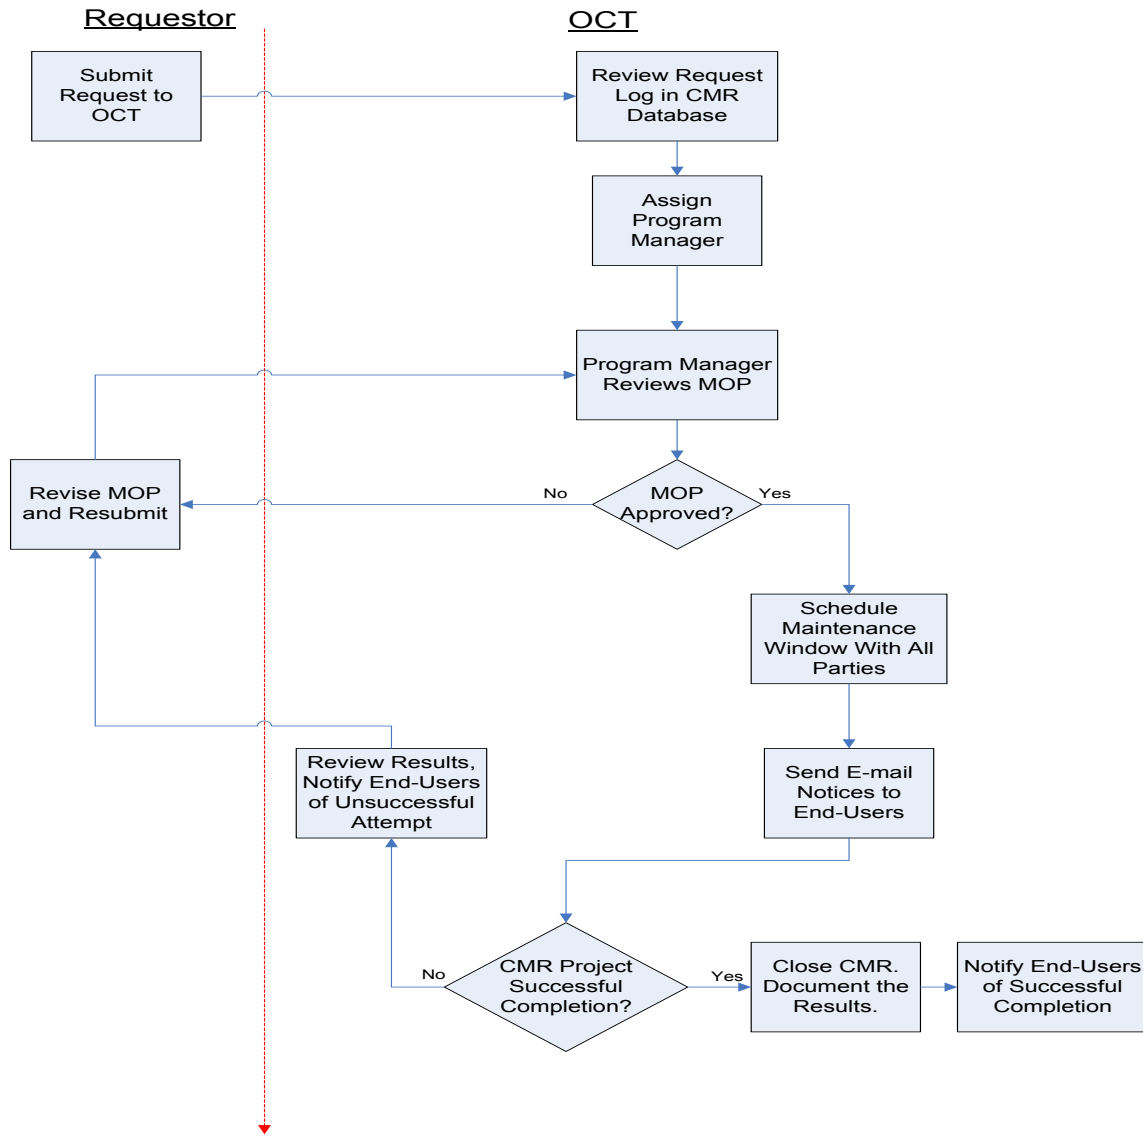 Requestor
OCT
Submit
Request to
OCT
Review Request
Log in CMR
Database
Assign
Program
Manager
Program Manager
Reviews MOP
Revise MOP
and Resubmit
No
MOP
Approved?
Yes
Schedule
Maintenance
Window With All
Parties
Review Results,
Notify End-Users
of Unsuccessful
Attempt
Send E-mail
Notices to
End-Users
No
CMR Project
Successful
Completion?
Yes
Close CMR.
Document the
Results.
Notify End-Users
of Successful
Completion